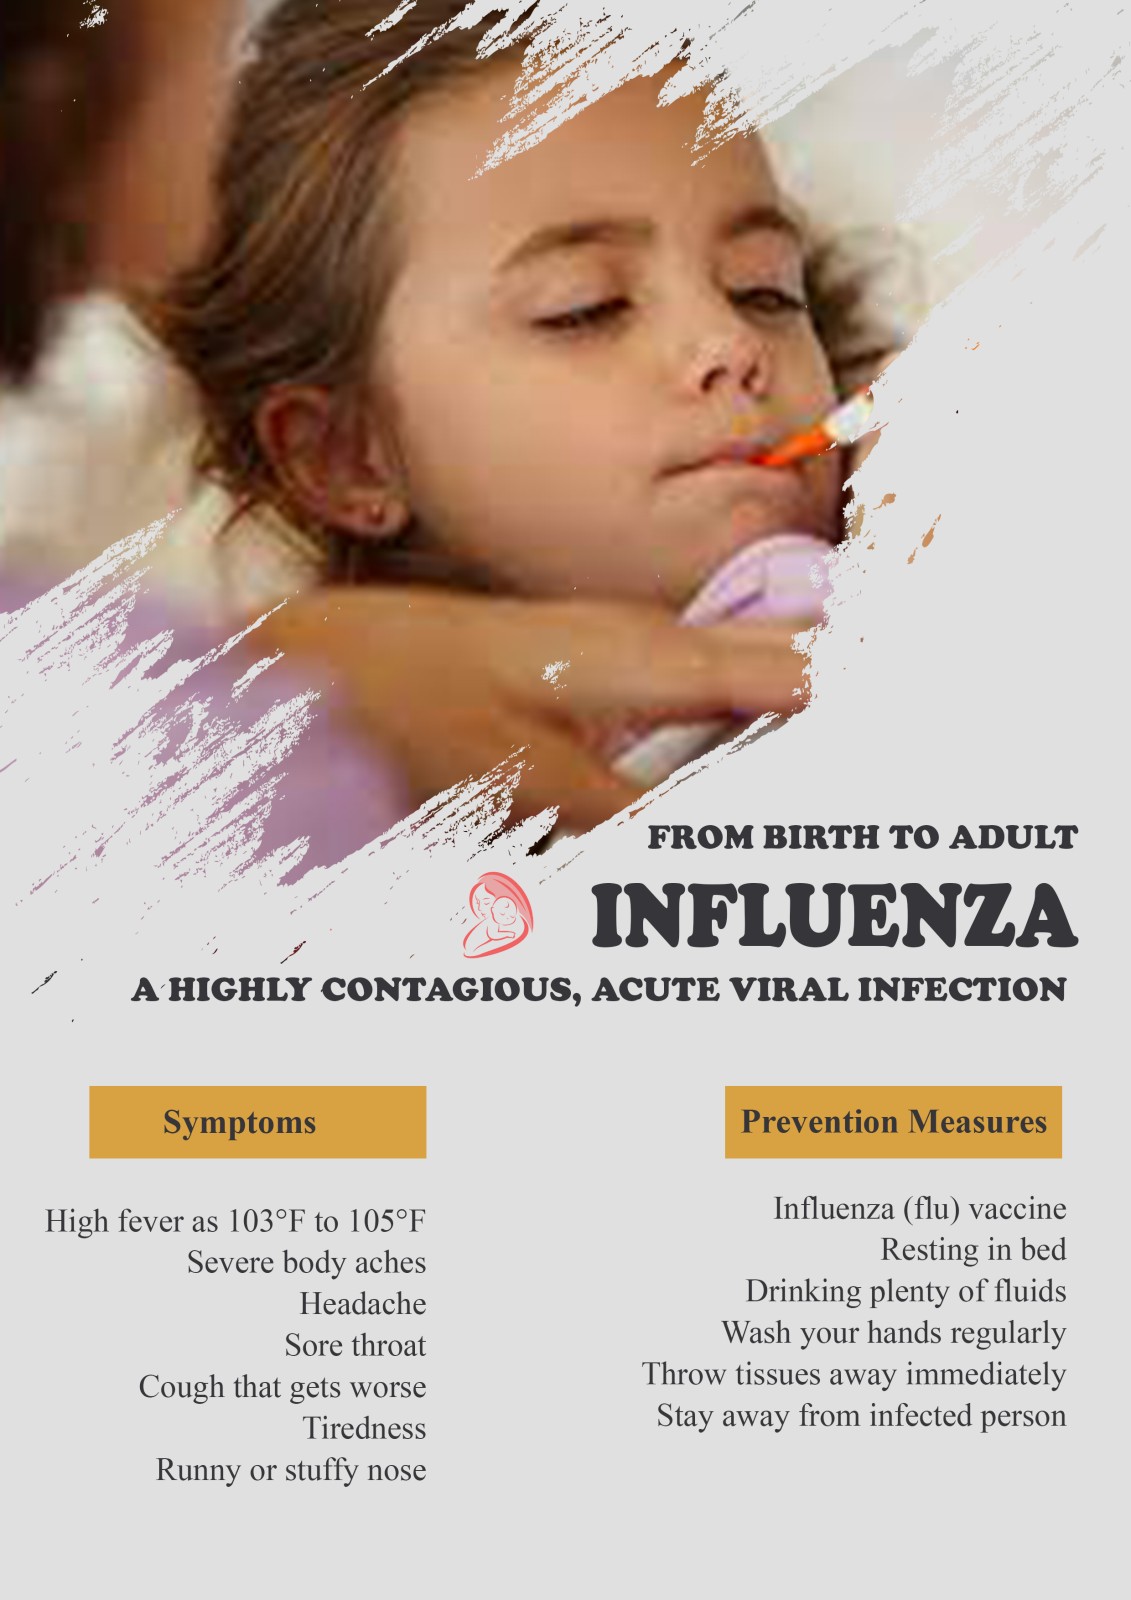 FROM BIRTH TO ADULT
INFLUENZA
A HIGHLY CONTAGIOUS, ACUTE VIRAL INFECTION
Symptoms
High fever as 103°F to 105°F
Severe body aches
Headache
Sore throat
Cough that gets worse
Tiredness
Runny or stuffy nose
Prevention Measures
Influenza (flu) vaccine
Resting in bed
Drinking plenty of fluids
Wash your hands regularly
Throw tissues away immediately
Stay away from infected person